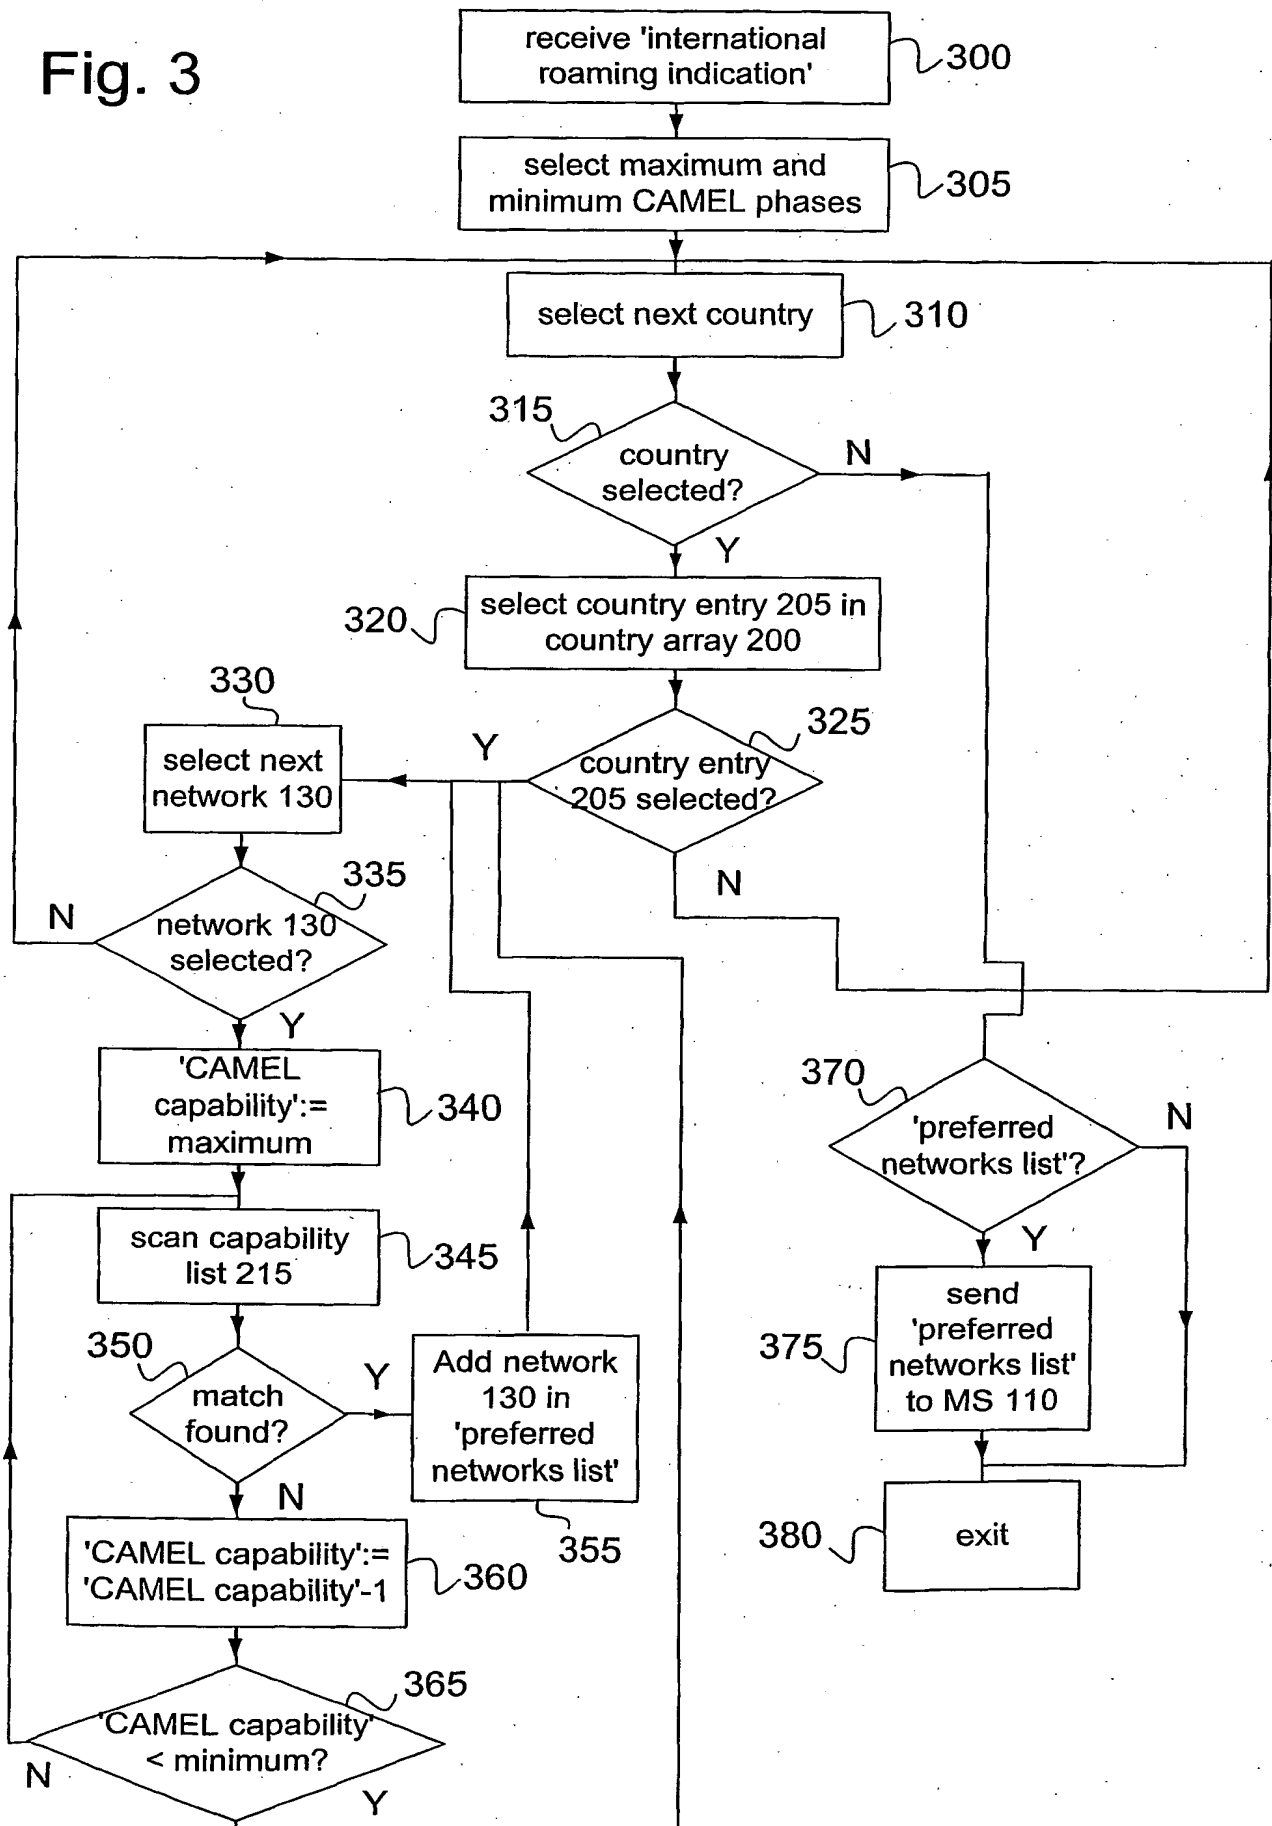 Fig. 3
receive 'international
roaming indication'
300
select maximum and
minimum CAMEL phases
305
select next country
310
315
country
selected?
N
Y
320
select country entry 205 in
country array 200
325
country entry
205 selected?
Y
N
330
select next
network 130
335
network 130
selected?
N
Y
'CAMEL
capability':=
maximum
340
scan capability
list 215
345
350
match
found?
Y
N
Add network
130 in
'preferred
networks list'
355
'CAMEL capability':=
'CAMEL capability'-1
360
365
'CAMEL capability'
< minimum?
N
Y
370
'preferred
networks list'?
N
Y
375
send
'preferred
networks list'
to MS 110
380
exit